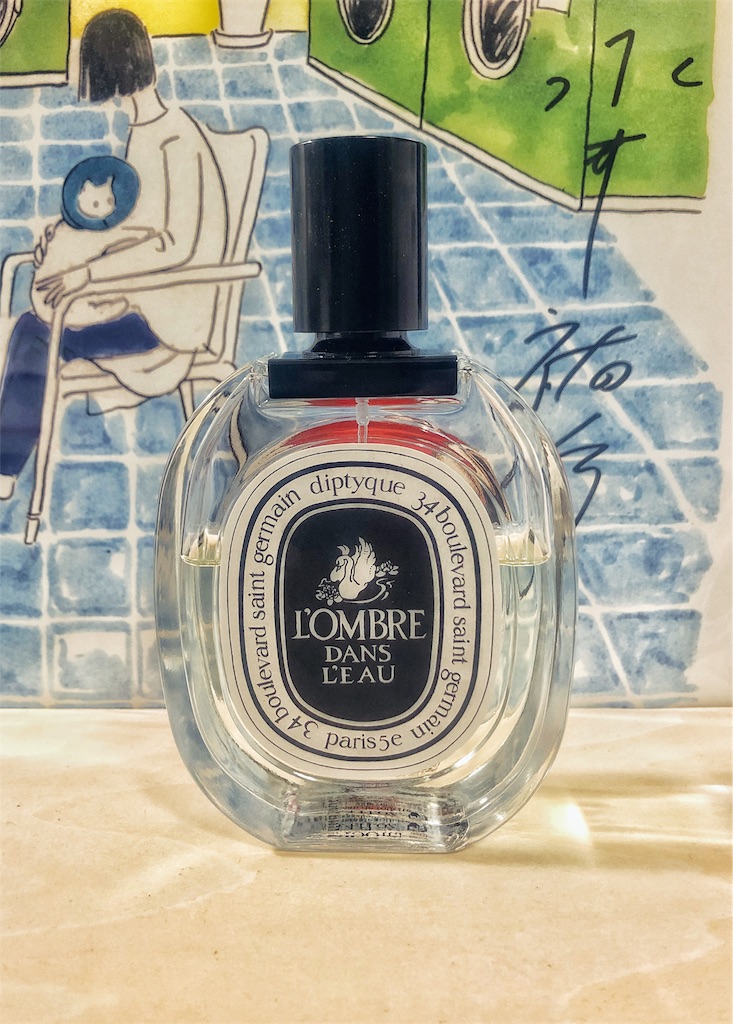 diptyque 34 boulevard saint germain paris 5e 34 boulevard saint germain
L'OMBRE
DANS
L'EAU